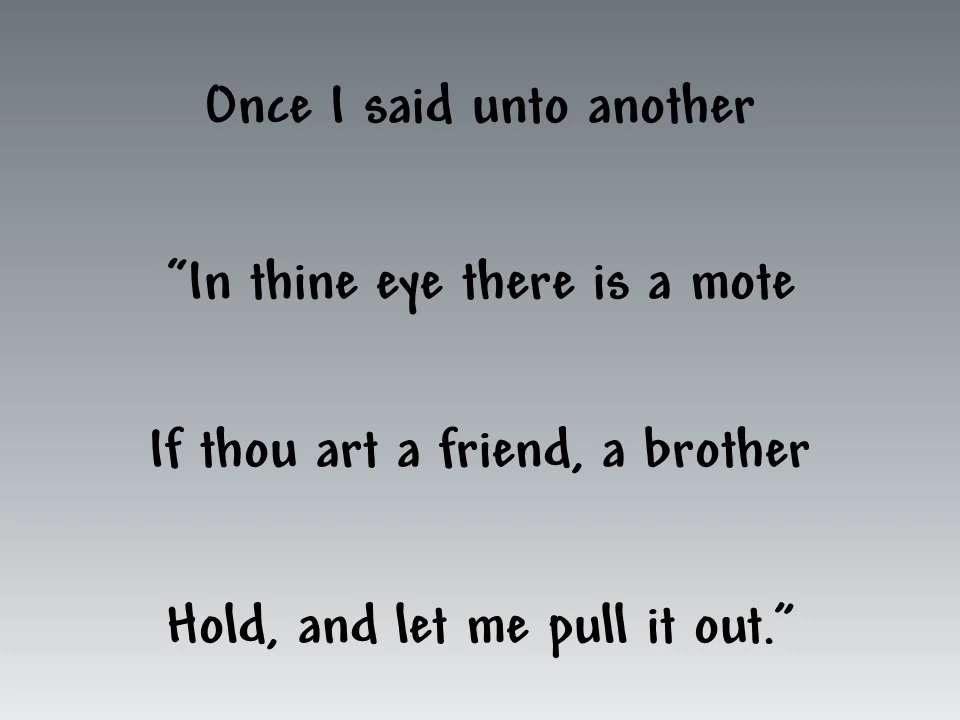 Once I said unto another
“In thine eye there is a mote
If thou art a friend, a brother
Hold, and let me pull it out.”